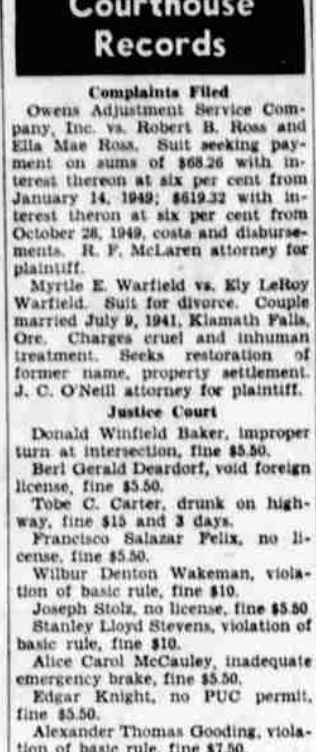 Courthouse
Records
Complaints Filed
Owens Adjustment Service Com-
pany, Inc. vs. Robert B. Ross and
Ella Mae Ross. Suit seeking pay-
ment on sums of $68.26 with in-
terest thereon at six per cent from
January 14, 1949; $619.32 with in-
terest theron at six per cent from
October 28, 1949, costs and disburse-
ments. R. F. McLaren attorney for
plaintiff.
Myrtle E. Warfield vs. Ely LeRoy
Warfield. Suit for divorce. Couple
married July 9, 1941, Klamath Falls,
Ore. Charges cruel and inhuman
treatment. Seeks restoration of
former name, property settlement.
J. C. O'Neill attorney for plaintiff.
Justice Court
Donald Winfield Baker, improper
turn at intersection, fine $5.50.
Berl Gerald Deardorf, void foreign
license, fine $5.50.
Tobe C. Carter, drunk on high-
way, fine $15 and 3 days.
Francisco Salazar Felix, no li-
cense, fine $5.50.
Wilbur Denton Wakeman, viola-
tion of basic rule, fine $10.
Joseph Stolz, no license, fine $5.50
Stanley Lloyd Stevens, violation of
basic rule, fine $10.
Alice Carol McCauley, inadequate
emergency brake, fine $5.50.
Edgar Knight, no PUC permit,
fine $5.50.
Alexander Thomas Gooding, viola-
tion of basic rule, fine $7.50.